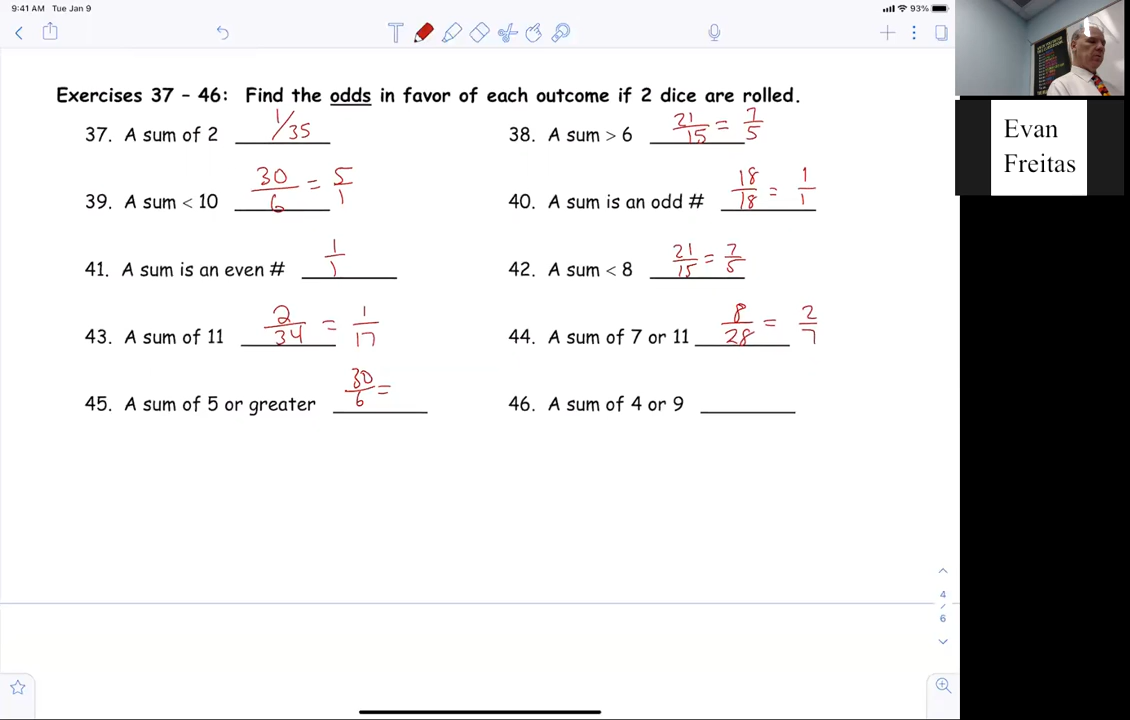 9:41 AM Tue Jan 9
93%
Exercises 37 - 46: Find the odds in favor of each outcome if 2 dice are rolled.
37. A sum of 2 1/35
38. A sum > 6 21/15 = 7/5
39. A sum < 10 30/6 = 5/1
40. A sum is an odd # 18/18 = 1/1
41. A sum is an even # 1/1
42. A sum < 8 21/15 = 7/5
43. A sum of 11 2/34 = 1/17
44. A sum of 7 or 11 8/28 = 2/7
45. A sum of 5 or greater 30/6 =
46. A sum of 4 or 9
4/6
Evan
Freitas